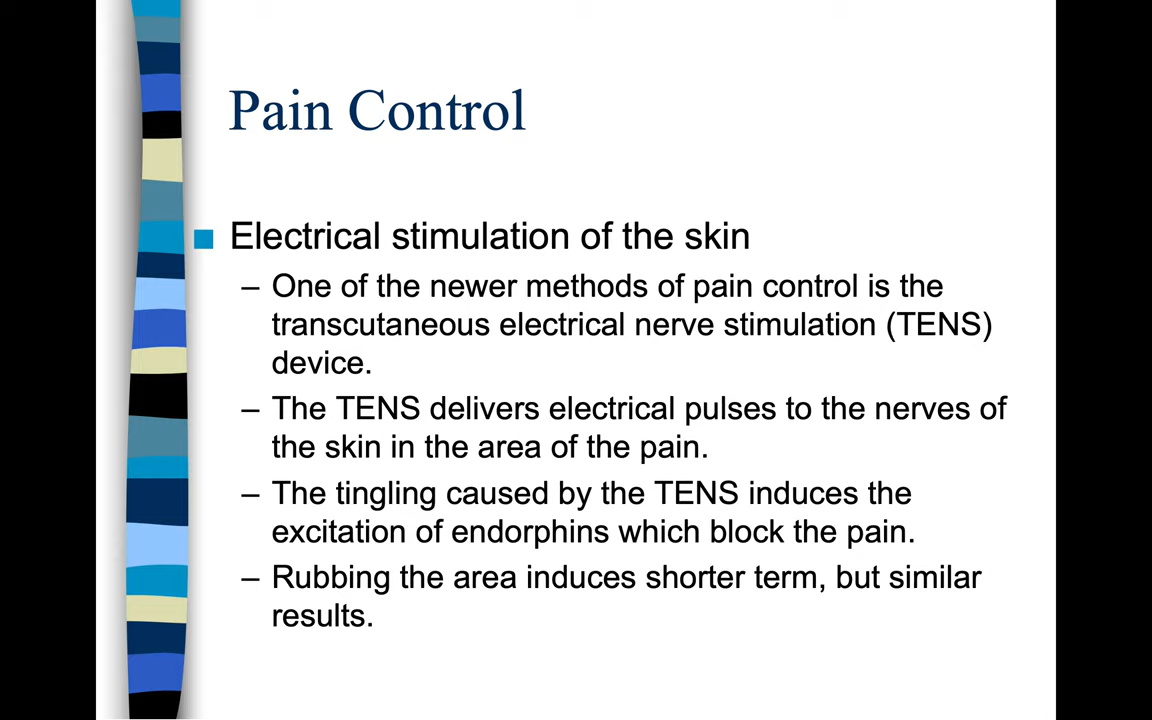 Pain Control
Electrical stimulation of the skin
– One of the newer methods of pain control is the
transcutaneous electrical nerve stimulation (TENS)
device.
– The TENS delivers electrical pulses to the nerves of
the skin in the area of the pain.
– The tingling caused by the TENS induces the
excitation of endorphins which block the pain.
– Rubbing the area induces shorter term, but similar
results.